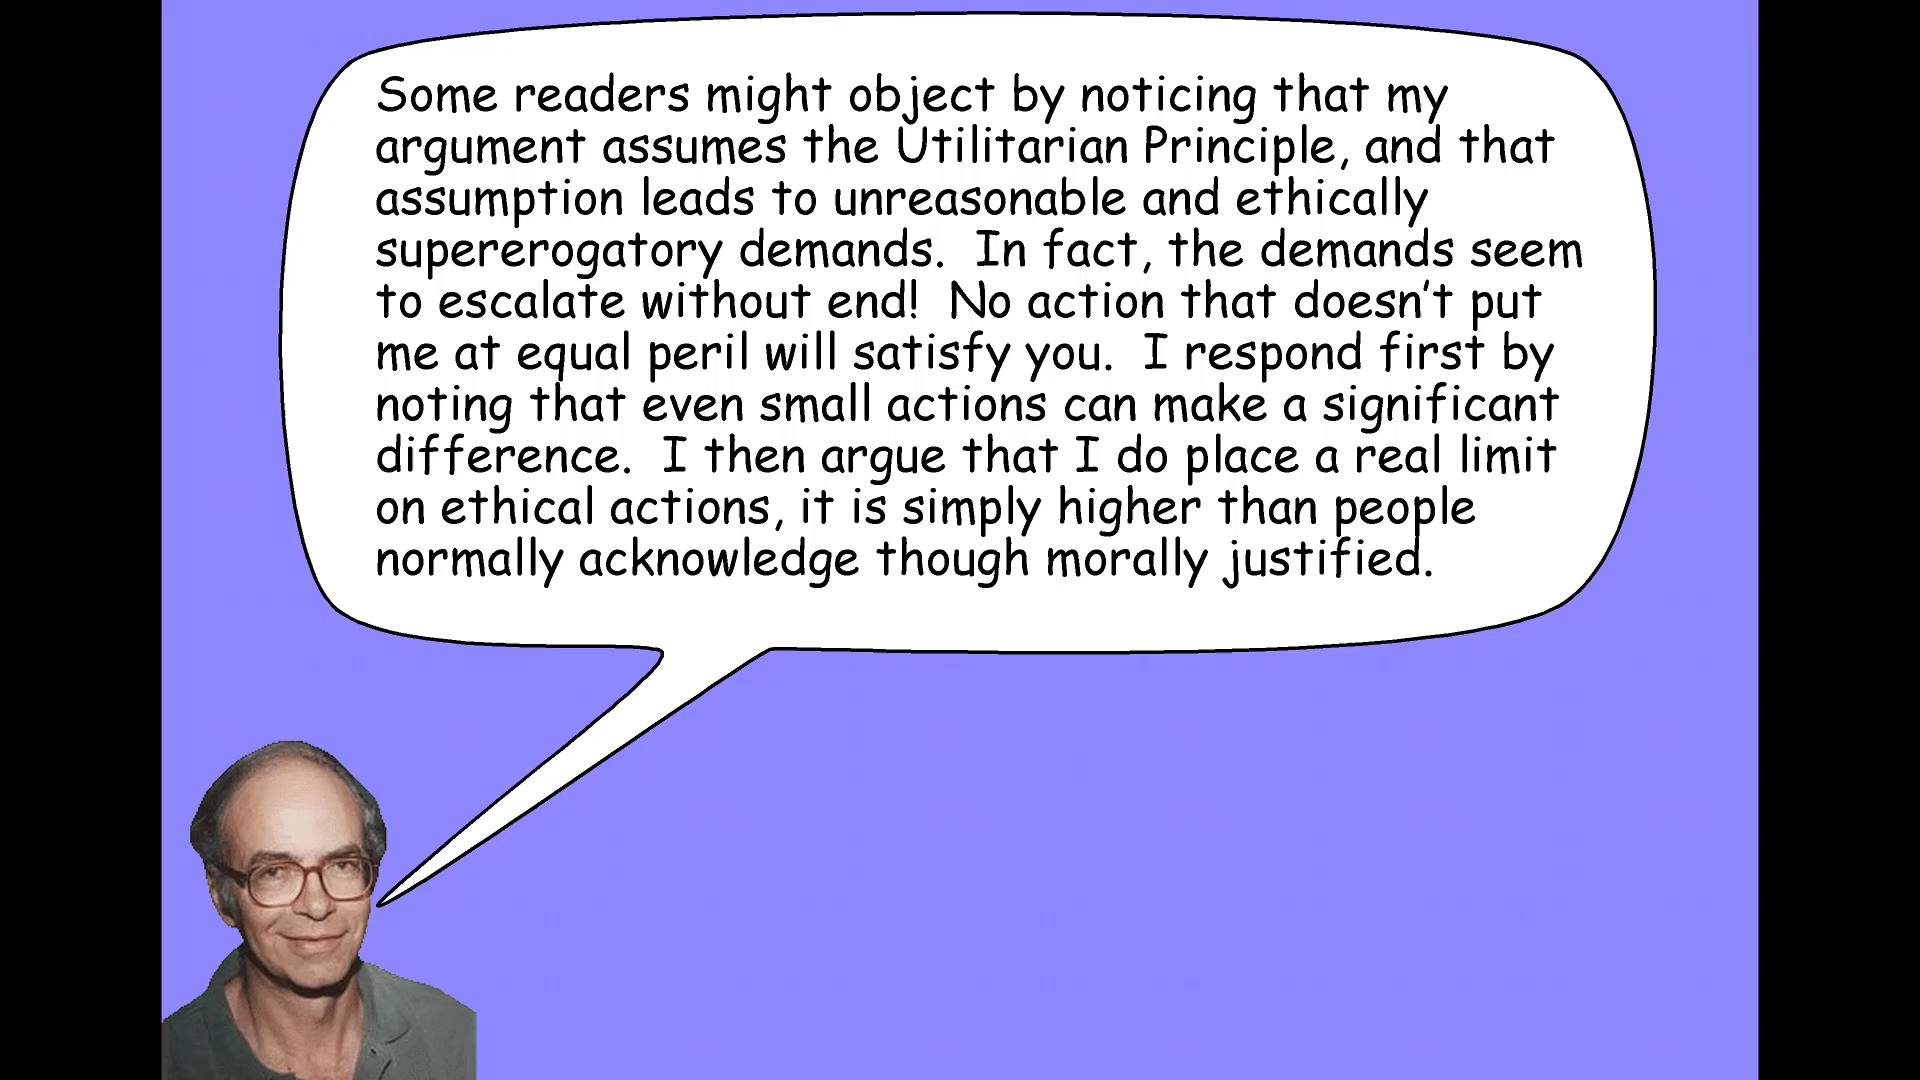 Some readers might object by noticing that my
argument assumes the Utilitarian Principle, and that
assumption leads to unreasonable and ethically
supererogatory demands.  In fact, the demands seem
to escalate without end!  No action that doesn't put
me at equal peril will satisfy you.  I respond first by
noting that even small actions can make a significant
difference.  I then argue that I do place a real limit
on ethical actions, it is simply higher than people
normally acknowledge though morally justified.